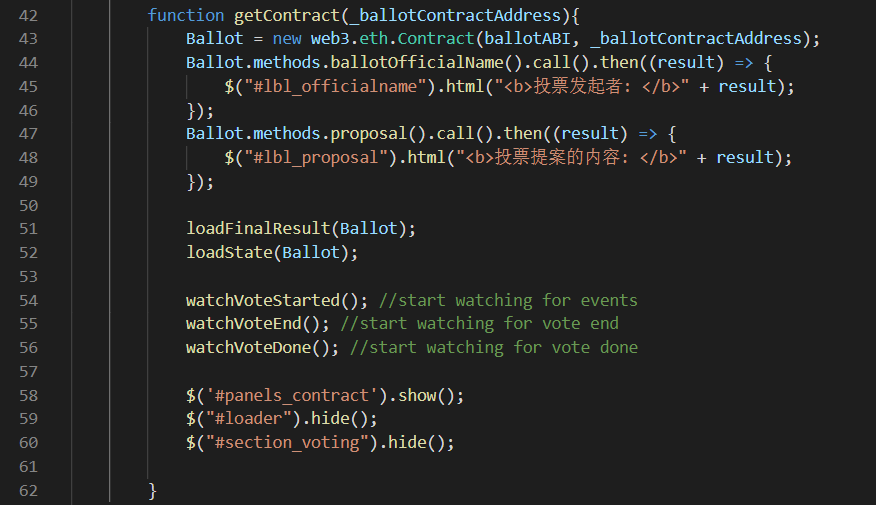 42 function getContract(_ballotContractAddress){
43 Ballot = new web3.eth.Contract(ballotABI, _ballotContractAddress);
44 Ballot.methods.ballotOfficialName().call().then((result) => {
45 $("#lbl_officialname").html("<b>投票发起者: </b>" + result);
46 });
47 Ballot.methods.proposal().call().then((result) => {
48 $("#lbl_proposal").html("<b>投票提案的内容: </b>" + result);
49 });
50
51 loadFinalResult(Ballot);
52 loadState(Ballot);
53
54 watchVoteStarted(); //start watching for events
55 watchVoteEnd(); //start watching for vote end
56 watchVoteDone(); //start watching for vote done
57
58 $('#panels_contract').show();
59 $("#loader").hide();
60 $("#section_voting").hide();
61
62 }